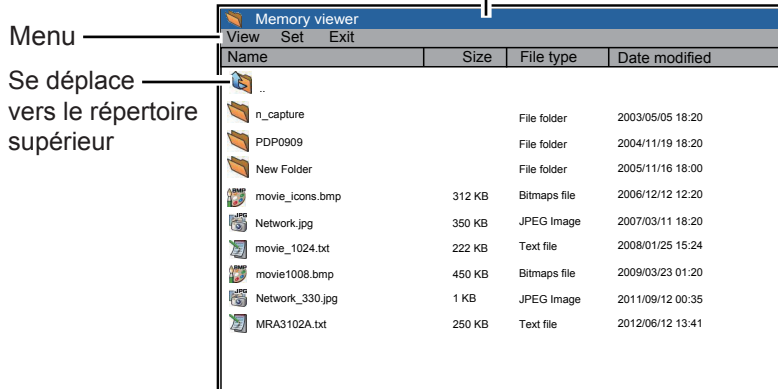 Memory viewer
Menu
View Set Exit
Name Size File type Date modified
Se déplace
vers le répertoire
supérieur
..
n_capture File folder 2003/05/05 18:20
PDP0909 File folder 2004/11/19 18:20
New Folder File folder 2005/11/16 18:00
BMP movie_icons.bmp 312 KB Bitmaps file 2006/12/12 12:20
JPG Network.jpg 350 KB JPEG Image 2007/03/11 18:20
movie_1024.txt 222 KB Text file 2008/01/25 15:24
BMP movie1008.bmp 450 KB Bitmaps file 2009/03/23 01:20
JPG Network_330.jpg 1 KB JPEG Image 2011/09/12 00:35
MRA3102A.txt 250 KB Text file 2012/06/12 13:41